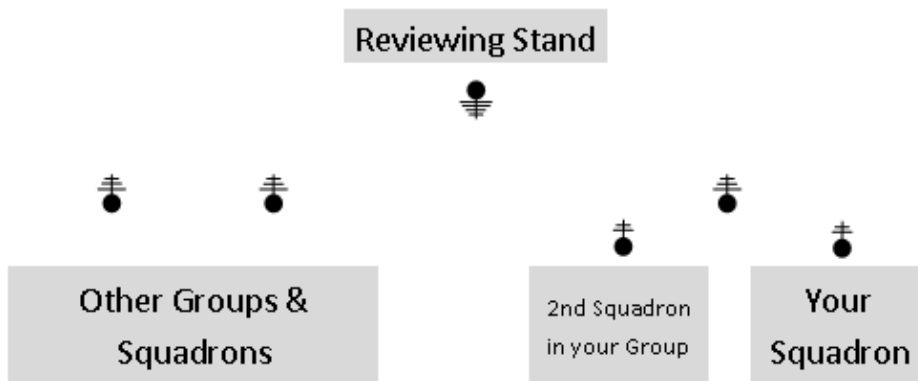 Reviewing Stand
Other Groups &
Squadrons
2nd Squadron
in your Group
Your
Squadron